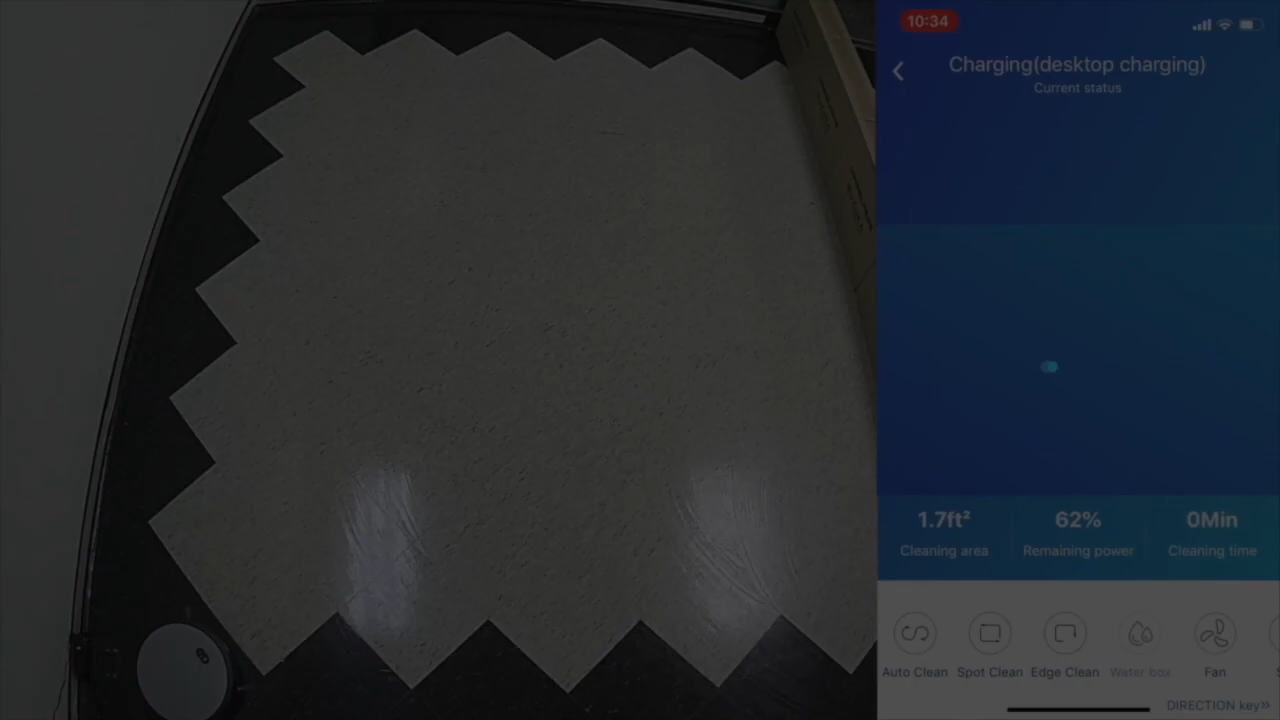 10:34
Charging(desktop charging)
Current status
1.7ft² 62% 0Min
Cleaning area Remaining power Cleaning time
Auto Clean Spot Clean Edge Clean Water box Fan
DIRECTION key»